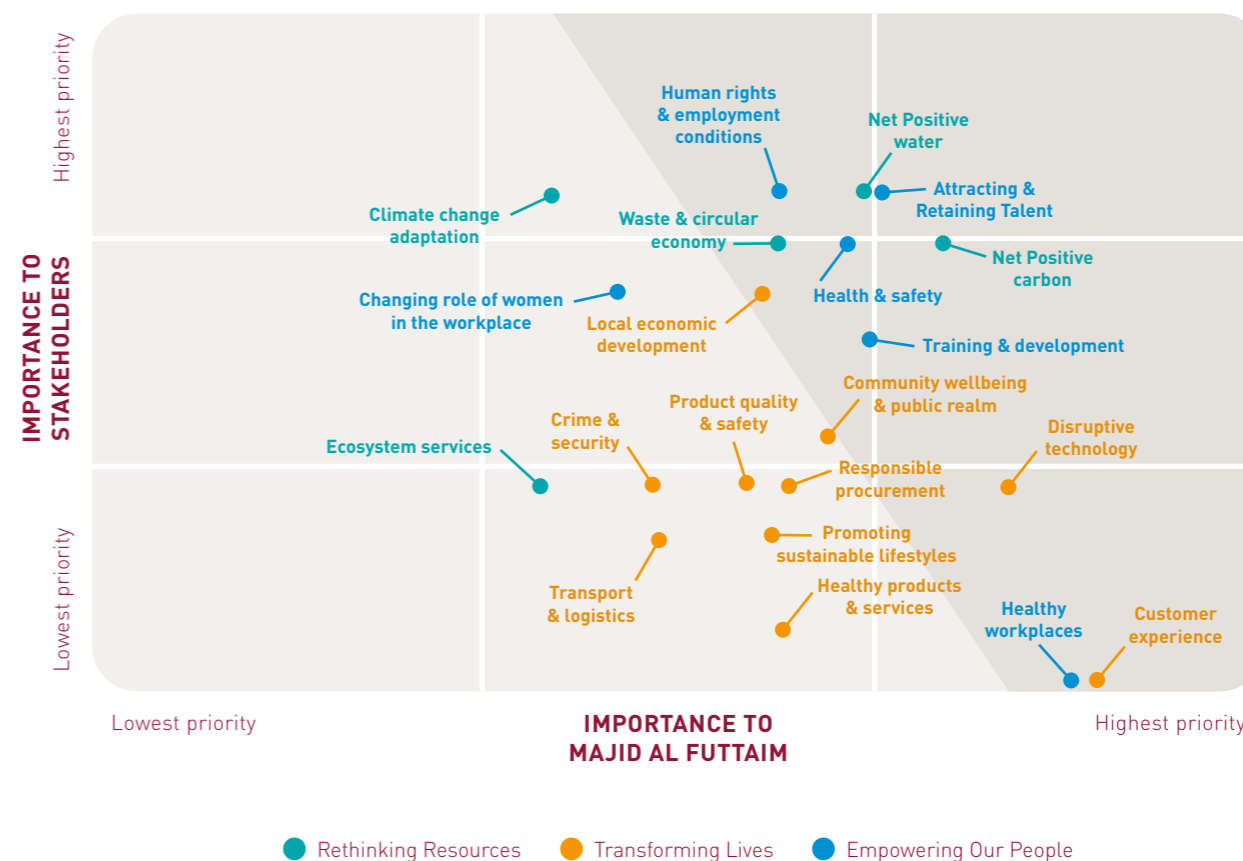 Highest priority
Lowest priority
IMPORTANCE TO
STAKEHOLDERS
Human rights
& employment
conditions
Net Positive
water
Climate change
adaptation
Waste & circular
economy
Attracting &
Retaining Talent
Net Positive
carbon
Changing role of women
in the workplace
Local economic
development
Health & safety
Training & development
Community wellbeing
& public realm
Product quality
& safety
Crime &
security
Disruptive
technology
Ecosystem services
Responsible
procurement
Promoting
sustainable lifestyles
Transport
& logistics
Healthy products
& services
Healthy
workplaces
Customer
experience
Lowest priority
IMPORTANCE TO
MAJID AL FUTTAIM
Highest priority
Rethinking Resources
Transforming Lives
Empowering Our People